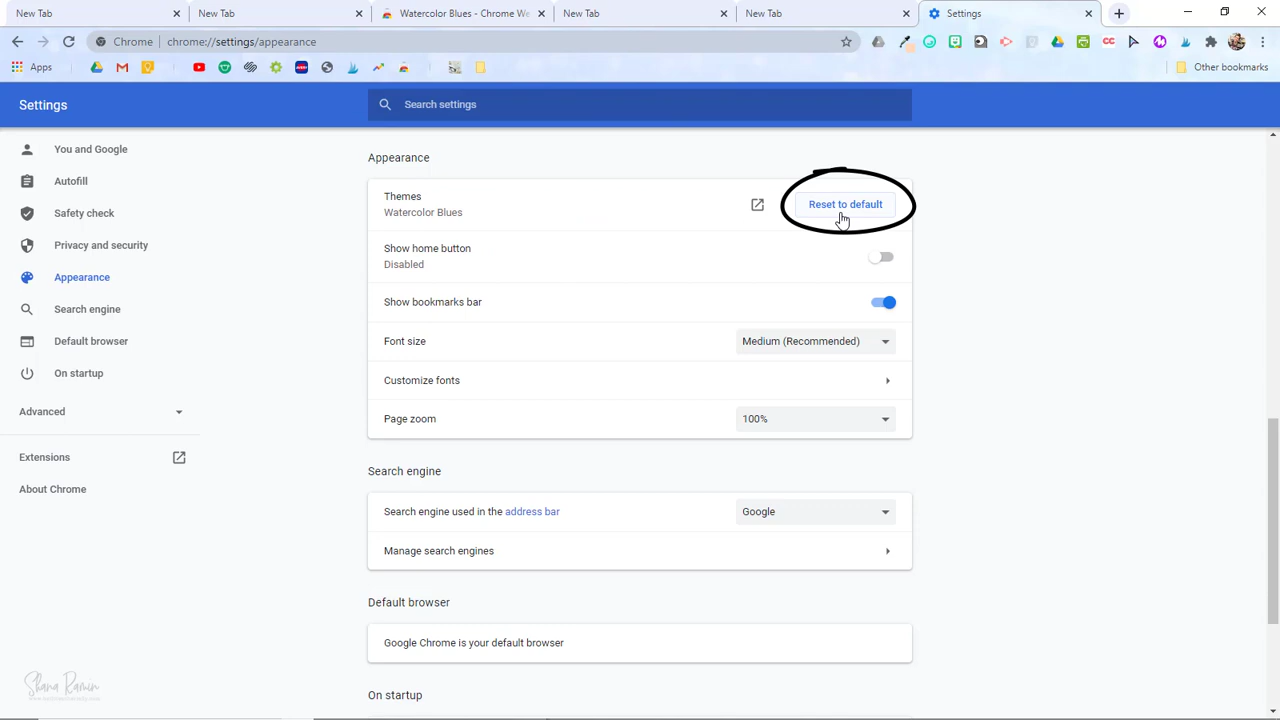 New Tab
New Tab
Watercolor Blues - Chrome We
New Tab
New Tab
Settings
Chrome
chrome://settings/appearance
Apps
Other bookmarks
Settings
Search settings
You and Google
Autofill
Safety check
Privacy and security
Appearance
Search engine
Default browser
On startup
Advanced
Extensions
About Chrome
Appearance
Themes
Watercolor Blues
Reset to default
Show home button
Disabled
Show bookmarks bar
Font size
Medium (Recommended)
Customize fonts
Page zoom
100%
Search engine
Search engine used in the address bar
Google
Manage search engines
Default browser
Google Chrome is your default browser
On startup
Shana Ramin